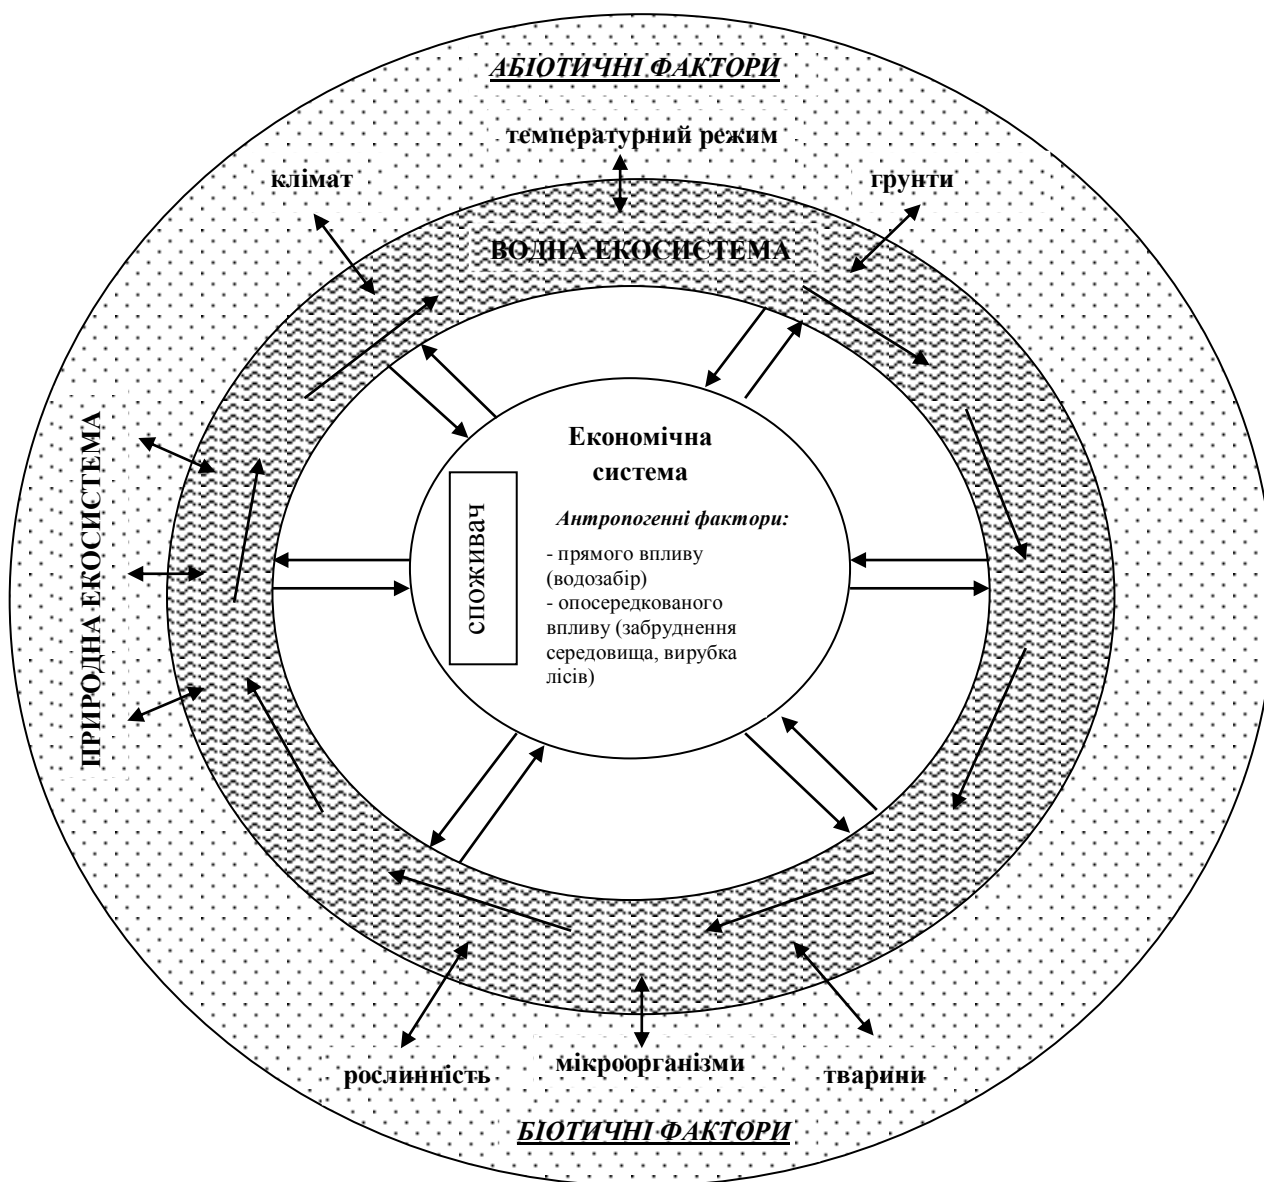 АБІОТИЧНІ ФАКТОРИ
температурний режим
клімат
грунти
ВОДНА ЕКОСИСТЕМА
ПРИРОДНА ЕКОСИСТЕМА
Економічна
система
споживач
Антропогенні фактори:
- прямого впливу
(водозабір)
- опосередкованого
впливу (забруднення
середовища, вирубка
лісів)
рослинність
мікроорганізми
тварини
БІОТИЧНІ ФАКТОРИ